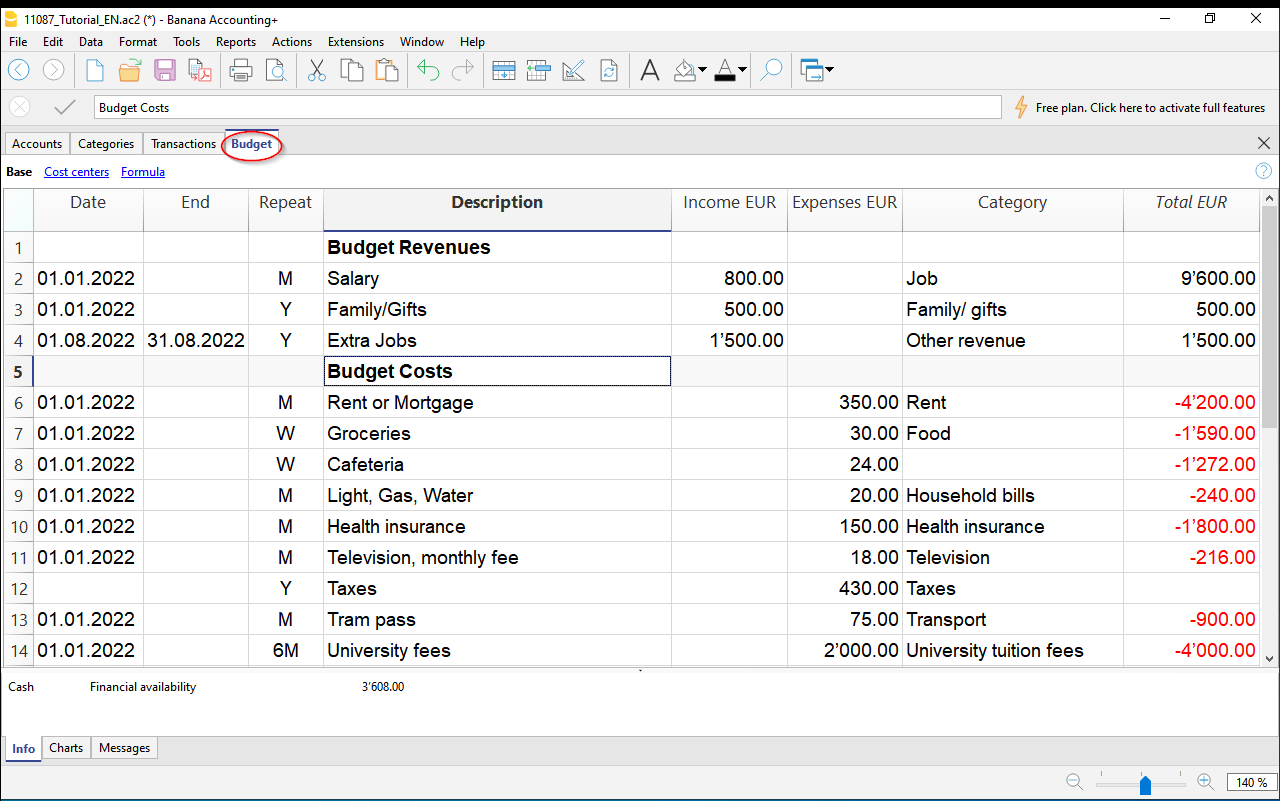 11087_Tutorial_EN.ac2 (*) - Banana Accounting+
File Edit Data Format Tools Reports Actions Extensions Window Help
Budget Costs
Free plan. Click here to activate full features
Accounts Categories Transactions Budget
Base Cost centers Formula
Date End Repeat Description Income EUR Expenses EUR Category Total EUR
1 Budget Revenues
2 01.01.2022 M Salary 800.00 Job 9'600.00
3 01.01.2022 Y Family/Gifts 500.00 Family/ gifts 500.00
4 01.08.2022 31.08.2022 Y Extra Jobs 1'500.00 Other revenue 1'500.00
5 Budget Costs
6 01.01.2022 M Rent or Mortgage 350.00 Rent -4'200.00
7 01.01.2022 W Groceries 30.00 Food -1'590.00
8 01.01.2022 W Cafeteria 24.00 -1'272.00
9 01.01.2022 M Light, Gas, Water 20.00 Household bills -240.00
10 01.01.2022 M Health insurance 150.00 Health insurance -1'800.00
11 01.01.2022 M Television, monthly fee 18.00 Television -216.00
12 Y Taxes 430.00 Taxes
13 01.01.2022 M Tram pass 75.00 Transport -900.00
14 01.01.2022 6M University fees 2'000.00 University tuition fees -4'000.00
Cash Financial availability 3'608.00
Info Charts Messages
140 %